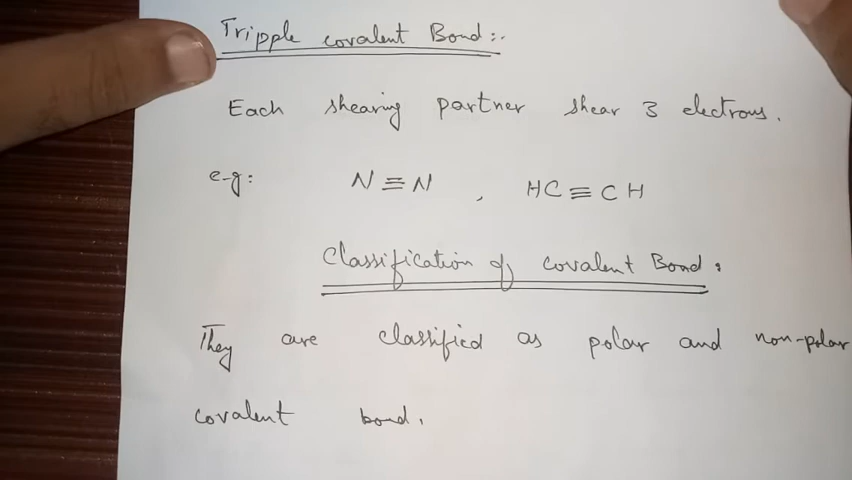 Tripple covalent Bond:-
Each shearing partner shear 3 electrons.
e-g: N≡N , HC≡CH
Classification of covalent Bond:
They are classified as polar and non-polar
covalent bond.